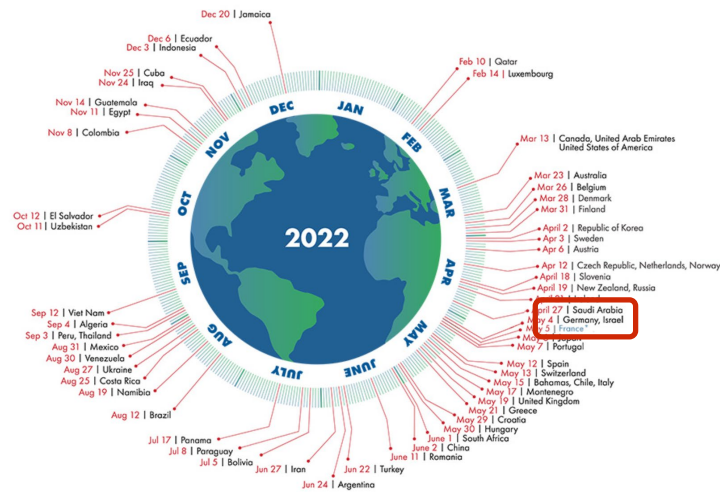 Dec 20 | Jamaica
Dec 6 | Ecuador
Dec 3 | Indonesia
Nov 25 | Cuba
Nov 24 | Iraq
Nov 14 | Guatemala
Nov 11 | Egypt
Nov 8 | Colombia
Oct 12 | El Salvador
Oct 11 | Uzbekistan
Sep 12 | Viet Nam
Sep 4 | Algeria
Sep 3 | Peru, Thailand
Aug 31 | Mexico
Aug 30 | Venezuela
Aug 27 | Ukraine
Aug 25 | Costa Rica
Aug 19 | Namibia
Aug 12 | Brazil
Jul 17 | Panama
Jul 8 | Paraguay
Jul 5 | Bolivia
Jun 27 | Iran
Jun 24 | Argentina
Jun 22 | Turkey
June 11 | Romania
June 2 | China
June 1 | South Africa
May 30 | Hungary
May 29 | Croatia
May 21 | Greece
May 19 | United Kingdom
May 17 | Montenegro
May 15 | Bahamas, Chile, Italy
May 13 | Switzerland
May 12 | Spain
May 7 | Portugal
May 5 | France*
May 4 | Germany, Israel
April 27 | Saudi Arabia
April 19 | New Zealand, Russia
April 18 | Slovenia
Apr 12 | Czech Republic, Netherlands, Norway
Apr 6 | Austria
Apr 3 | Sweden
April 2 | Republic of Korea
Mar 31 | Finland
Mar 28 | Denmark
Mar 26 | Belgium
Mar 23 | Australia
Mar 13 | Canada, United Arab Emirates
United States of America
Feb 14 | Luxembourg
Feb 10 | Qatar
JAN
FEB
MAR
APR
MAY
JUNE
JULY
AUG
SEP
OCT
NOV
DEC
2022